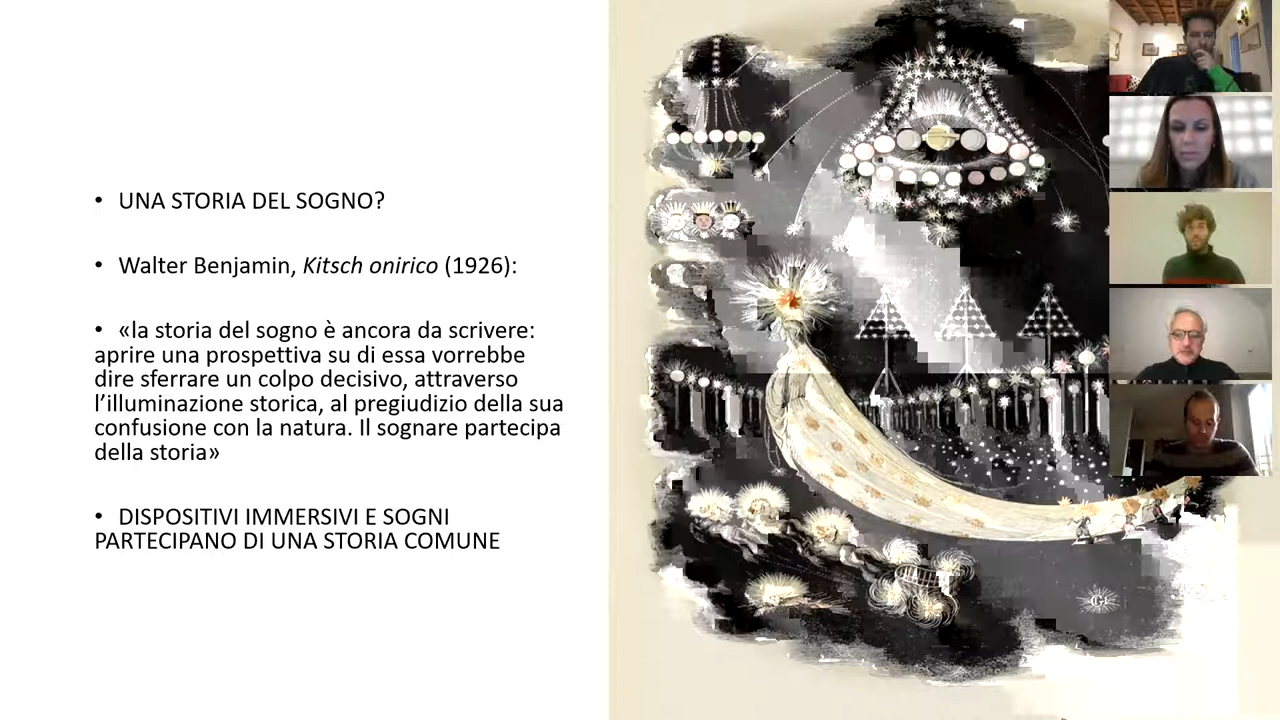 • UNA STORIA DEL SOGNO?
• Walter Benjamin, Kitsch onirico (1926):
• «la storia del sogno è ancora da scrivere:
aprire una prospettiva su di essa vorrebbe
dire sferrare un colpo decisivo, attraverso
l’illuminazione storica, al pregiudizio della sua
confusione con la natura. Il sognare partecipa
della storia»
• DISPOSITIVI IMMERSIVI E SOGNI
PARTECIPANO DI UNA STORIA COMUNE